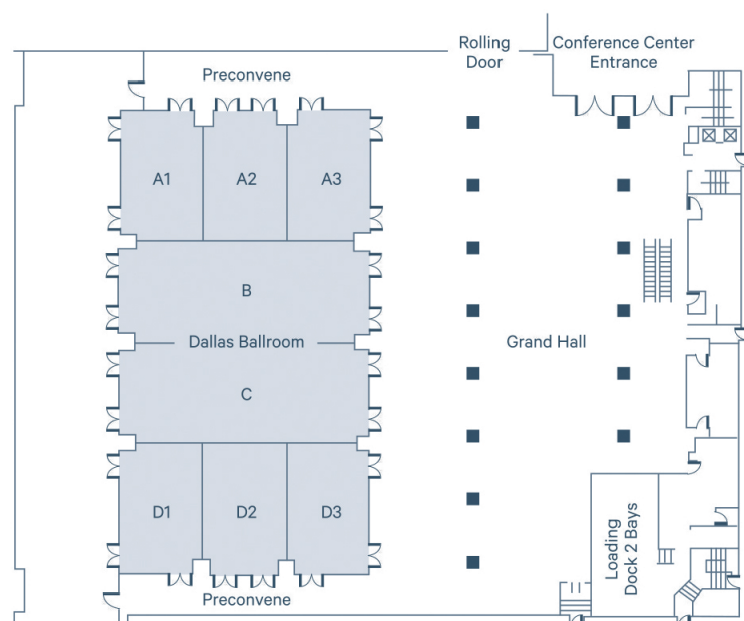 Rolling
Door
Conference Center
Entrance
Preconvene
A1
A2
A3
B
Dallas Ballroom
Grand Hall
C
D1
D2
D3
Loading
Dock 2 Bays
Preconvene